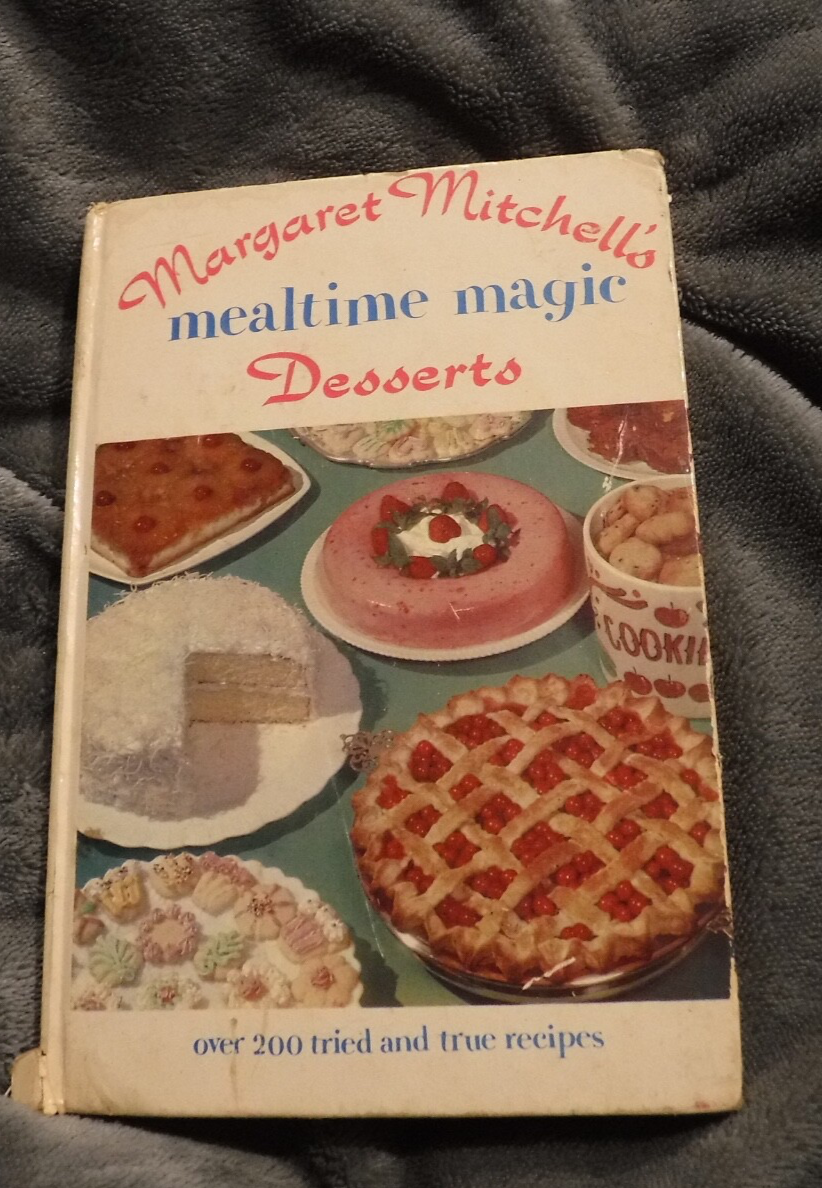 Margaret Mitchell's
mealtime magic
Desserts
COOKI
over 200 tried and true recipes